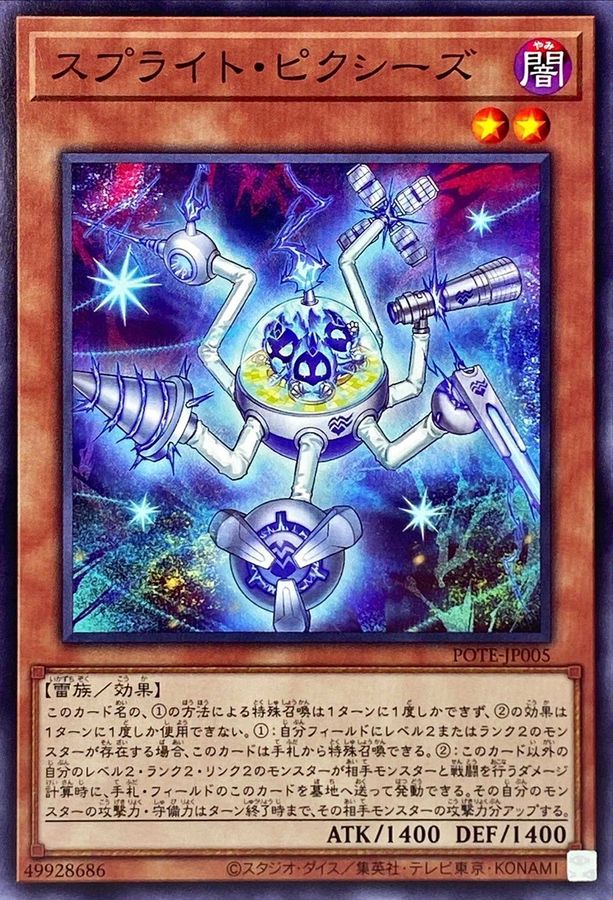 スプライト・ピクシーズ
闇
やみ
POTE-JP005
【雷族／効果】
このカード名の、①の方法による特殊召喚は１ターンに１度しかできず、②の効果は
１ターンに１度しか使用できない。①：自分フィールドにレベル２またはランク２のモン
スターが存在する場合、このカードは手札から特殊召喚できる。②：このカード以外の
自分のレベル２・ランク２・リンク２のモンスターが相手モンスターと戦闘を行うダメージ
計算時に、手札・フィールドのこのカードを墓地へ送って発動できる。その自分のモン
スターの攻撃力・守備力はターン終了時まで、その相手モンスターの攻撃力分アップする。
ATK/1400 DEF/1400
49928686
©スタジオ・ダイス／集英社・テレビ東京・KONAMI